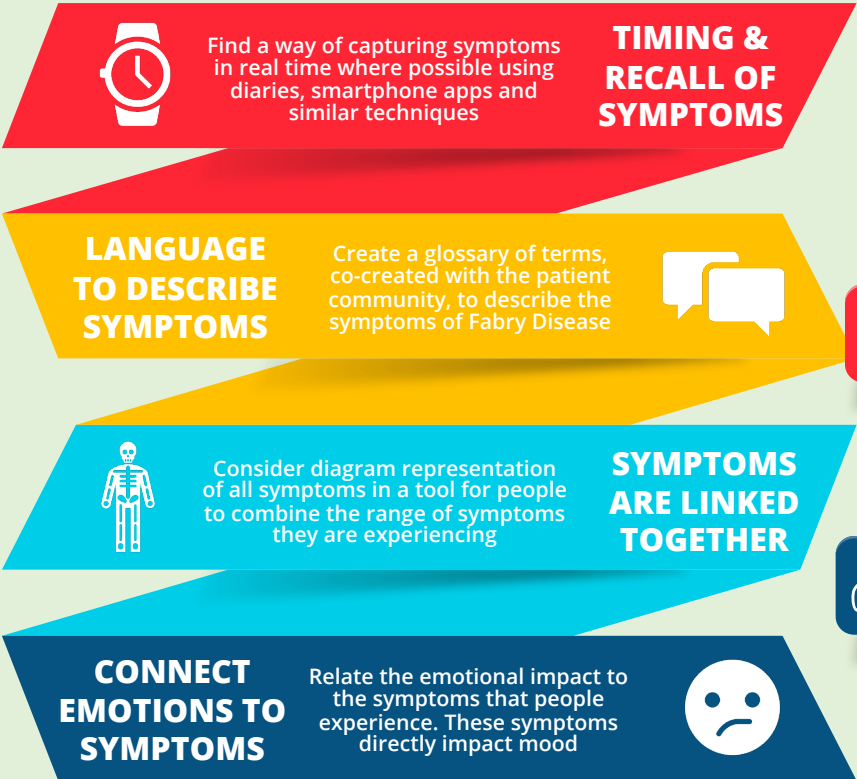 Find a way of capturing symptoms
in real time where possible using
diaries, smartphone apps and
similar techniques
TIMING &
RECALL OF
SYMPTOMS
LANGUAGE
TO DESCRIBE
SYMPTOMS
Create a glossary of terms,
co-created with the patient
community, to describe the
symptoms of Fabry Disease
Consider diagram representation
of all symptoms in a tool for people
to combine the range of symptoms
they are experiencing
SYMPTOMS
ARE LINKED
TOGETHER
CONNECT
EMOTIONS TO
SYMPTOMS
Relate the emotional impact to
the symptoms that people
experience. These symptoms
directly impact mood